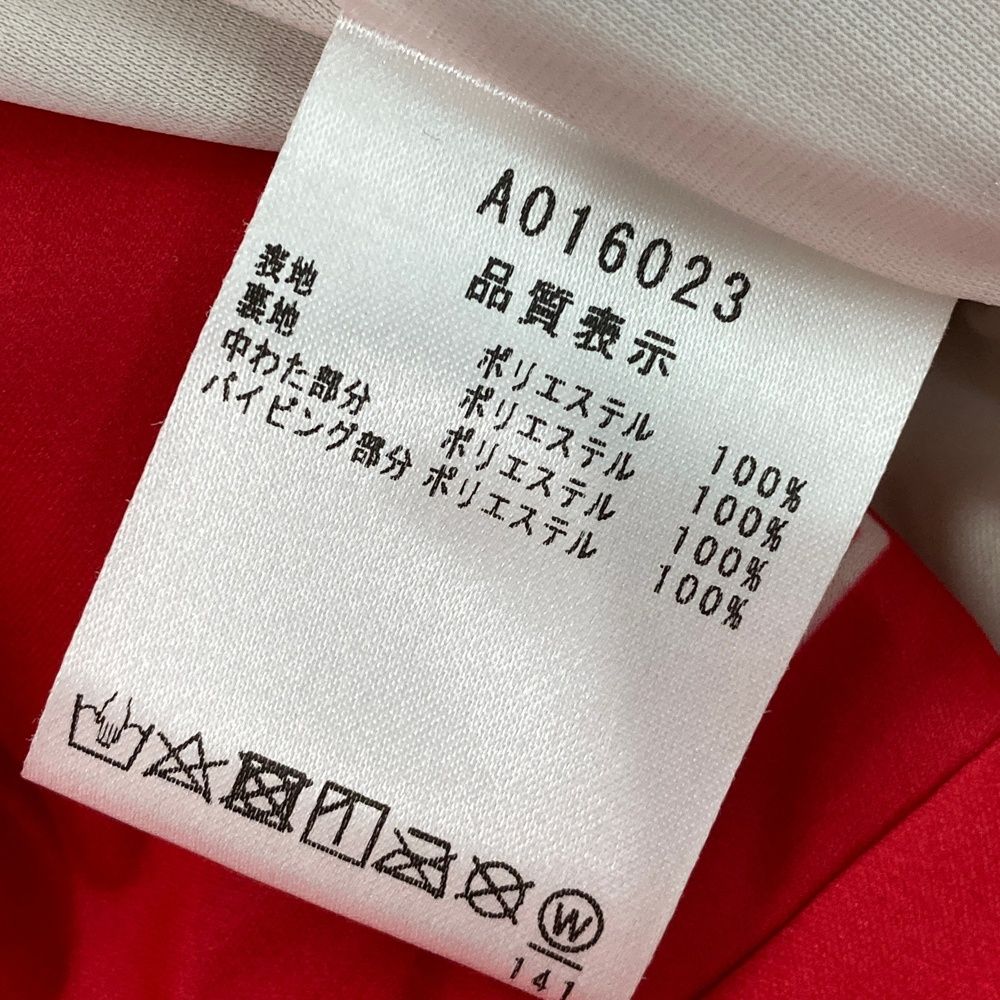 A016023
品質表示
表地 ポリエステル 100%
裏地 ポリエステル 100%
中わた部分 ポリエステル 100%
パイピング部分 ポリエステル 100%
W
141